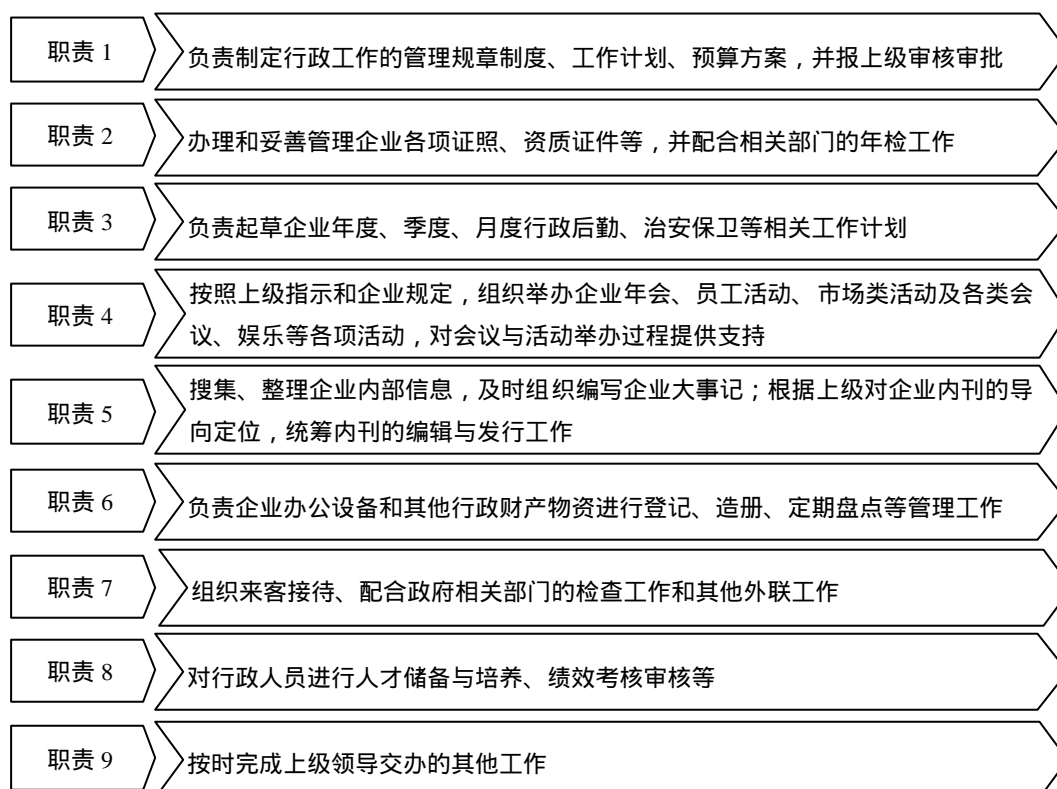 职责 1
负责制定行政工作的管理规章制度、工作计划、预算方案，并报上级审核审批
职责 2
办理和妥善管理企业各项证照、资质证件等，并配合相关部门的年检工作
职责 3
负责起草企业年度、季度、月度行政后勤、治安保卫等相关工作计划
职责 4
按照上级指示和企业规定，组织举办企业年会、员工活动、市场类活动及各类会
议、娱乐等各项活动，对会议与活动举办过程提供支持
职责 5
搜集、整理企业内部信息，及时组织编写企业大事记；根据上级对企业内刊的导
向定位，统筹内刊的编辑与发行工作
职责 6
负责企业办公设备和其他行政财产物资进行登记、造册、定期盘点等管理工作
职责 7
组织来客接待、配合政府相关部门的检查工作和其他外联工作
职责 8
对行政人员进行人才储备与培养、绩效考核审核等
职责 9
按时完成上级领导交办的其他工作